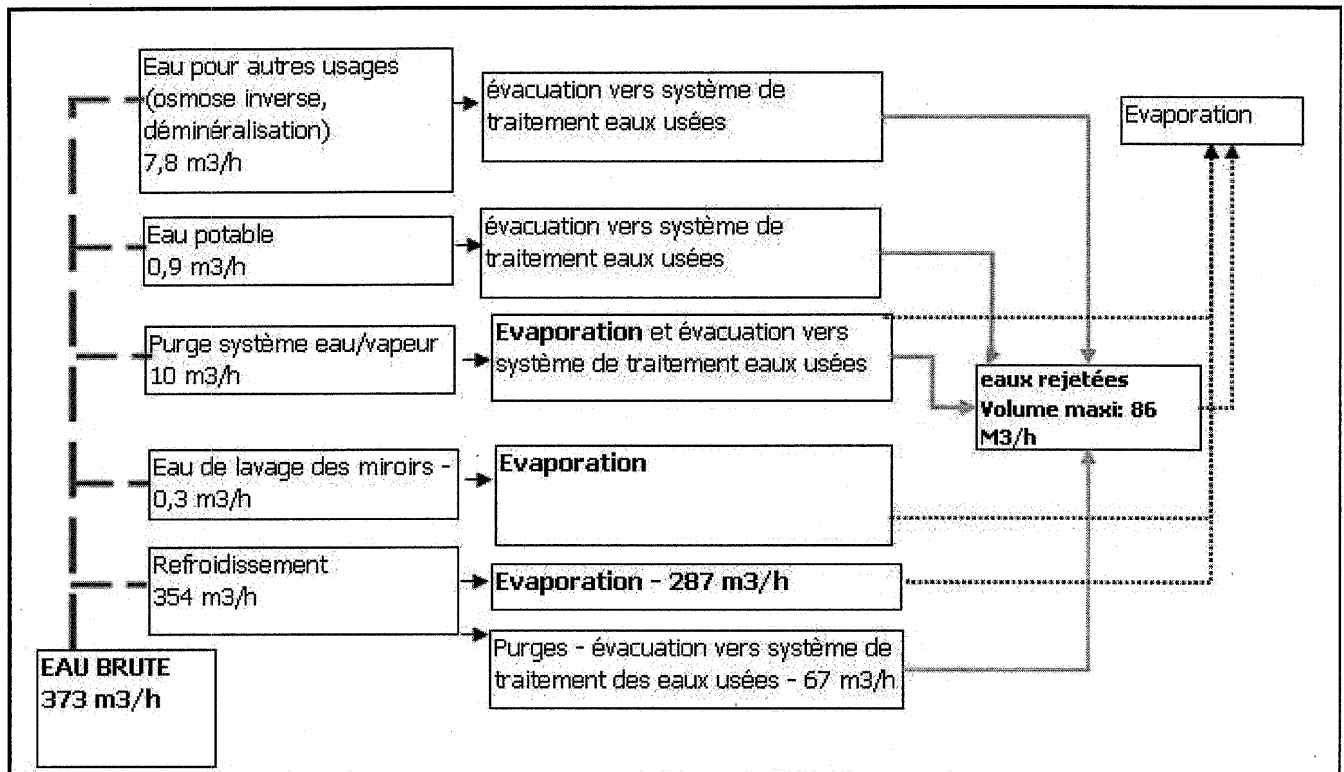 Eau pour autres usages
(osmose inverse,
déminéralisation)
7,8 m3/h
évacuation vers système de
traitement eaux usées
Evaporation
Eau potable
0,9 m3/h
évacuation vers système de
traitement eaux usées
Purge système eau/vapeur
10 m3/h
Evaporation et évacuation vers
système de traitement eaux usées
eaux rejetées
Volume maxi: 86
M3/h
Eau de lavage des miroirs -
0,3 m3/h
Evaporation
Refroidissement
354 m3/h
Evaporation - 287 m3/h
Purges - évacuation vers système de
traitement des eaux usées - 67 m3/h
EAU BRUTE
373 m3/h